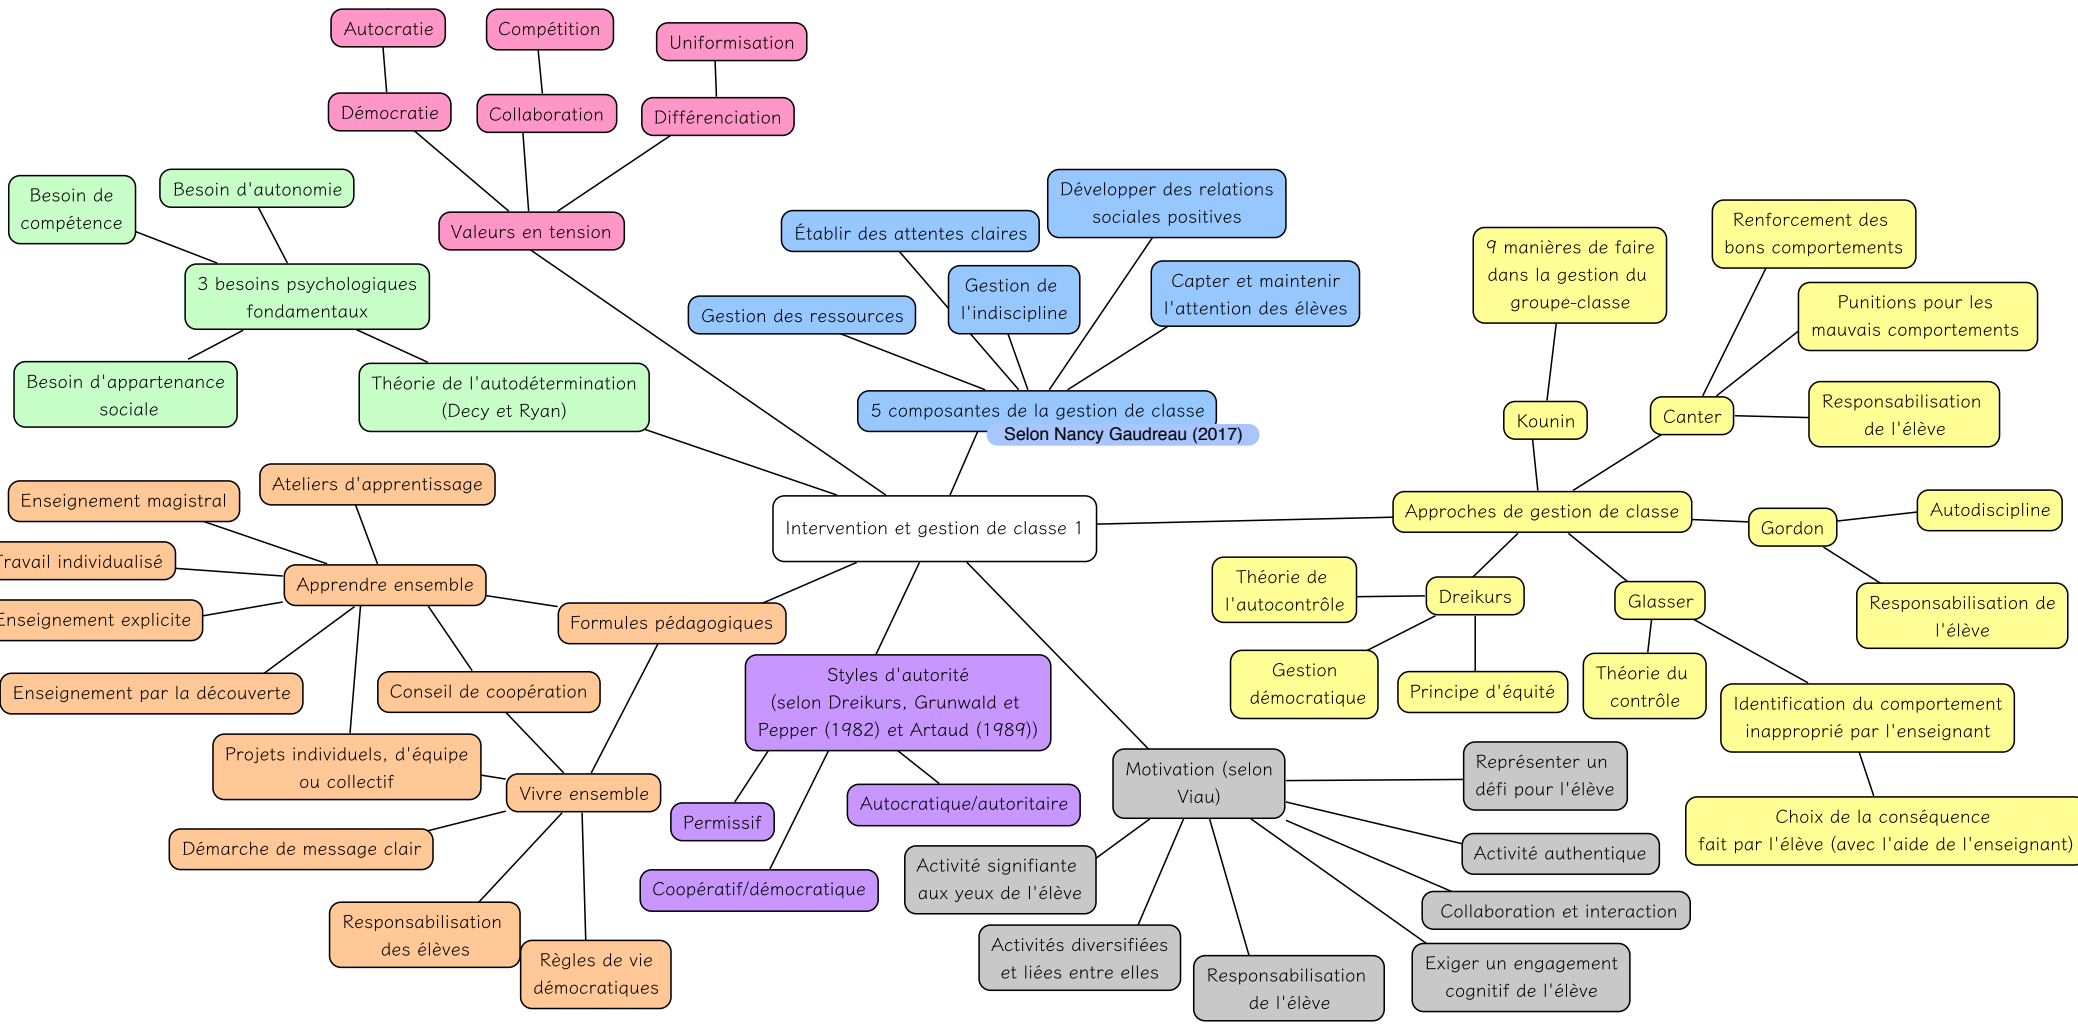 Autocratie
Compétition
Uniformisation
Démocratie
Collaboration
Différenciation
Valeurs en tension
Besoin de
compétence
Besoin d'autonomie
3 besoins psychologiques
fondamentaux
Besoin d'appartenance
sociale
Théorie de l'autodétermination
(Decy et Ryan)
Développer des relations
sociales positives
Établir des attentes claires
Gestion de
l'indiscipline
Capter et maintenir
l'attention des élèves
Gestion des ressources
5 composantes de la gestion de classe
Selon Nancy Gaudreau (2017)
9 manières de faire
dans la gestion du
groupe-classe
Renforcement des
bons comportements
Punitions pour les
mauvais comportements
Kounin
Canter
Responsabilisation
de l'élève
Intervention et gestion de classe 1
Approches de gestion de classe
Gordon
Autodiscipline
Responsabilisation de
l'élève
Théorie de
l'autocontrôle
Dreikurs
Glasser
Gestion
démocratique
Principe d'équité
Théorie du
contrôle
Identification du comportement
inapproprié par l'enseignant
Choix de la conséquence
fait par l'élève (avec l'aide de l'enseignant)
Enseignement magistral
Ateliers d'apprentissage
Travail individualisé
Apprendre ensemble
Enseignement explicite
Formules pédagogiques
Enseignement par la découverte
Conseil de coopération
Projets individuels, d'équipe
ou collectif
Vivre ensemble
Démarche de message clair
Responsabilisation
des élèves
Règles de vie
démocratiques
Styles d'autorité
(selon Dreikurs, Grunwald et
Pepper (1982) et Artaud (1989))
Permissif
Autocratique/autoritaire
Coopératif/démocratique
Motivation (selon
Viau)
Représenter un
défi pour l'élève
Activité authentique
Activité signifiante
aux yeux de l'élève
Collaboration et interaction
Activités diversifiées
et liées entre elles
Responsabilisation
de l'élève
Exiger un engagement
cognitif de l'élève